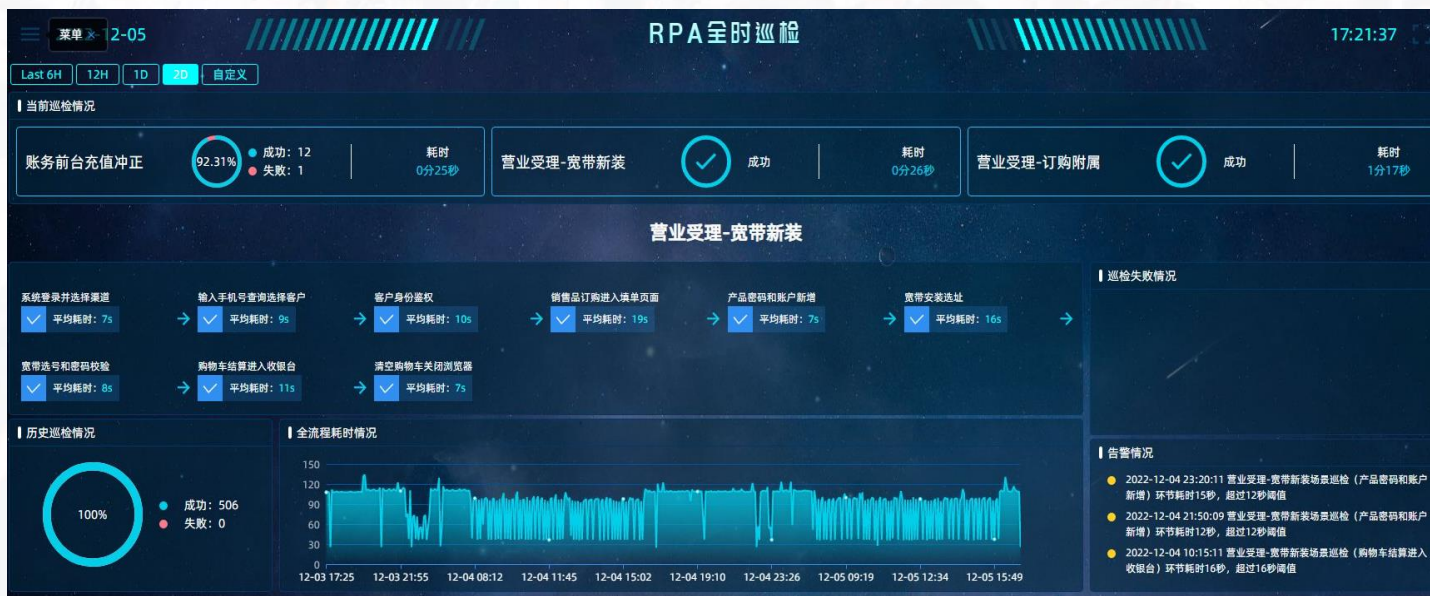 菜单
12-05
RPA全时巡检
17:21:37
Last 6H 12H 1D 2D 自定义
当前巡检情况
账务前台充值冲正
92.31%
成功：12
失败：1
耗时
0分25秒
营业受理-宽带新装
成功
耗时
0分26秒
营业受理-订购附属
成功
耗时
1分17秒
营业受理-宽带新装
系统登录并选择渠道
平均耗时：7s
输入手机号查询选择客户
平均耗时：9s
客户身份鉴权
平均耗时：10s
销售品订购进入填单页面
平均耗时：19s
产品密码和账户新增
平均耗时：7s
宽带安装选址
平均耗时：16s
宽带选号和密码校验
平均耗时：8s
购物车结算进入收银台
平均耗时：11s
清空购物车关闭浏览器
平均耗时：7s
巡检失败情况
历史巡检情况
100%
成功：506
失败：0
全流程耗时情况
150
120
90
60
30
0
12-03 17:25 12-03 21:55 12-04 08:12 12-04 11:45 12-04 15:02 12-04 19:10 12-04 23:26 12-05 09:19 12-05 12:34 12-05 15:49
告警情况
2022-12-04 23:20:11 营业受理-宽带新装场景巡检（产品密码和账户
新增）环节耗时15秒，超过12秒阈值
2022-12-04 21:50:09 营业受理-宽带新装场景巡检（产品密码和账户
新增）环节耗时12秒，超过12秒阈值
2022-12-04 10:15:11 营业受理-宽带新装场景巡检（购物车结算进入
收银台）环节耗时16秒，超过16秒阈值